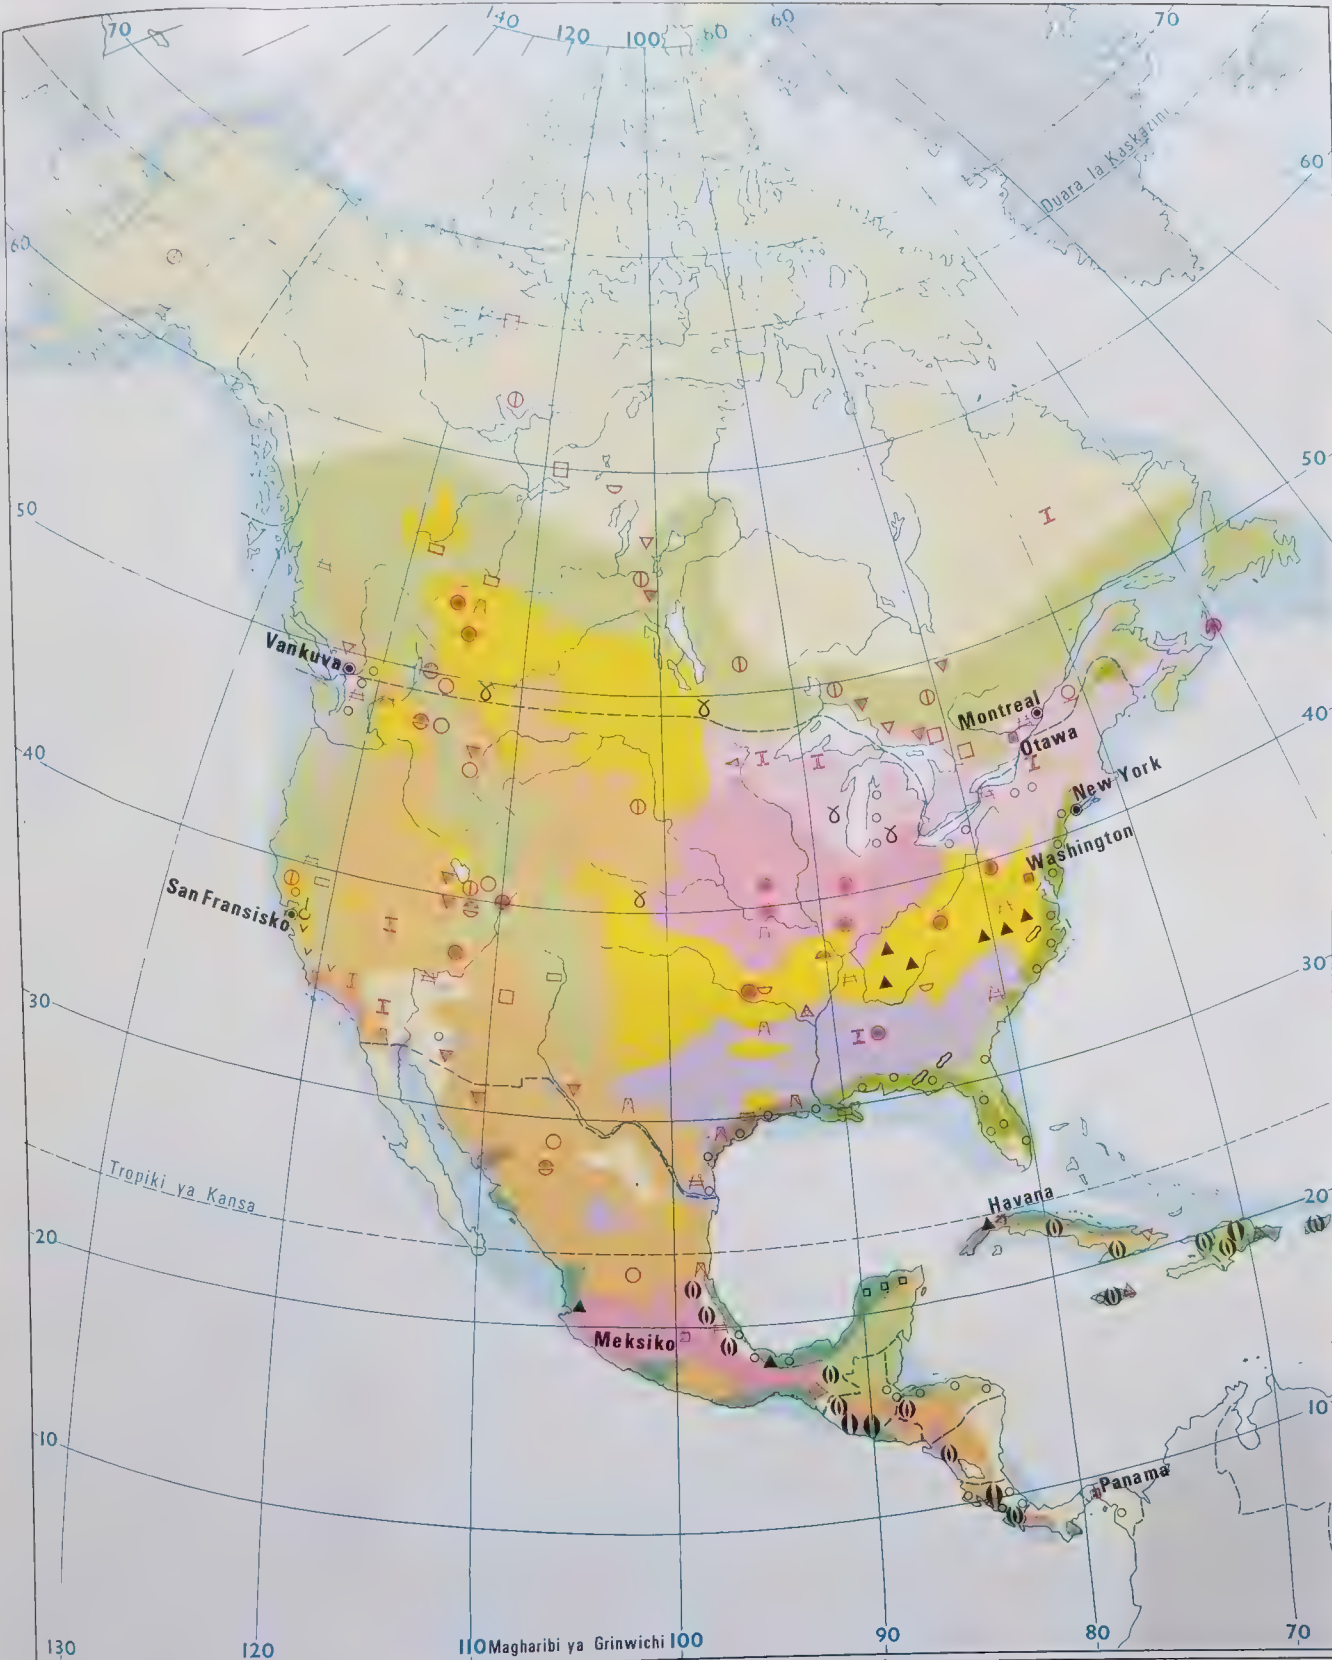 70
140
120
100
80
60
70
Duara la Kaskazini
60
60
50
50
Vankuva
Montreal
Otawa
40
40
New York
Washington
San Fransisko
30
30
Tropiki ya Kansa
Havana
20
20
Meksiko
10
10
Panama
130
120
110
Magharibi ya Grinwichi
100
90
80
70